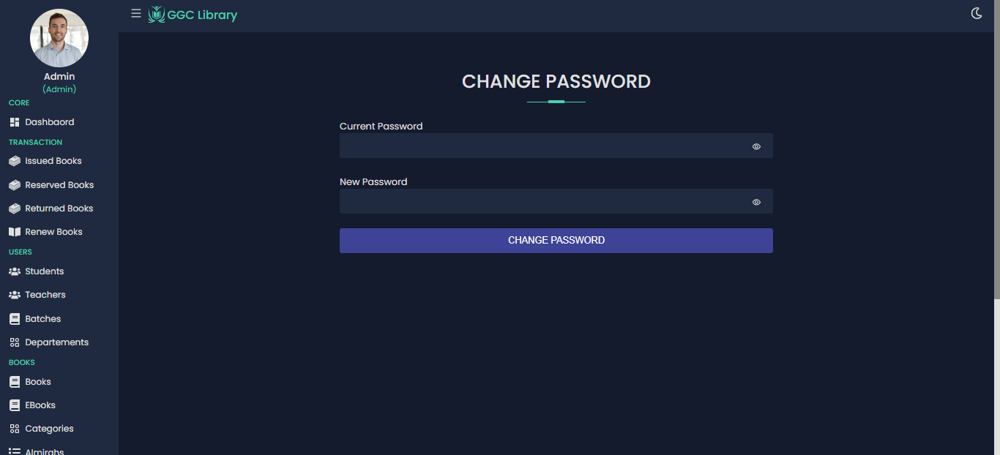 GGC Library
Admin
(Admin)
CORE
Dashbaord
TRANSACTION
Issued Books
Reserved Books
Returned Books
Renew Books
USERS
Students
Teachers
Batches
Departements
BOOKS
Books
EBooks
Categories
Almirahs
CHANGE PASSWORD
Current Password
New Password
CHANGE PASSWORD